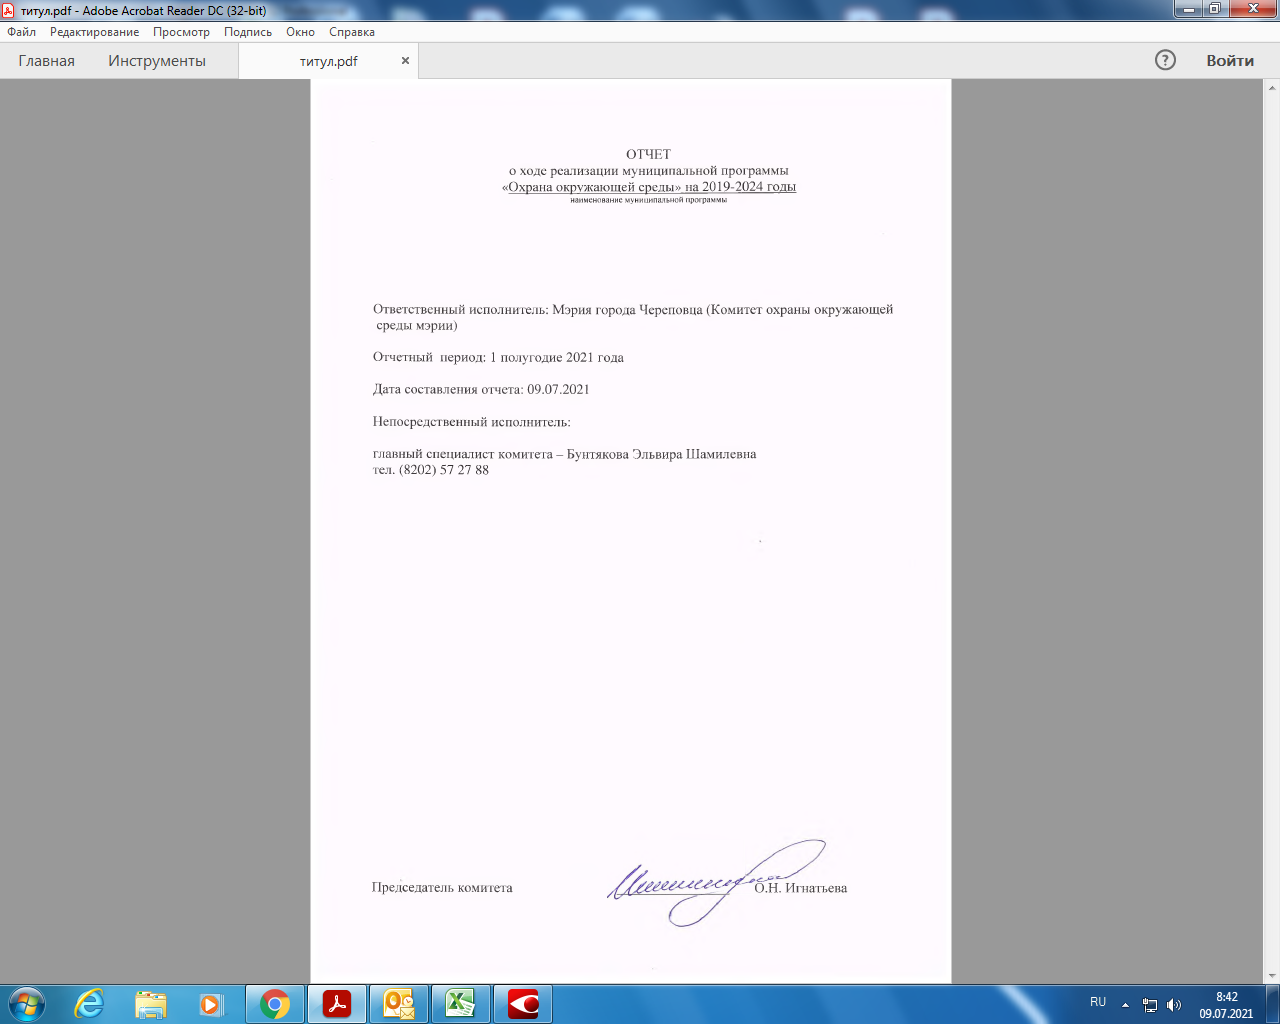 титул.pdf - Adobe Acrobat Reader DC (32-bit)
Файл Редактирование Просмотр Подпись Окно Справка
Главная Инструменты титул.pdf × ? Войти
ОТЧЕТ
о ходе реализации муниципальной программы
«Охрана окружающей среды» на 2019-2024 годы
наименование муниципальной программы
Ответственный исполнитель: Мэрия города Череповца (Комитет охраны окружающей
среды мэрии)
Отчетный период: 1 полугодие 2021 года
Дата составления отчета: 09.07.2021
Непосредственный исполнитель:
главный специалист комитета – Бунтякова Эльвира Шамилевна
тел. (8202) 57 27 88
Председатель комитета О.Н. Игнатьева
RU 8:42
09.07.2021